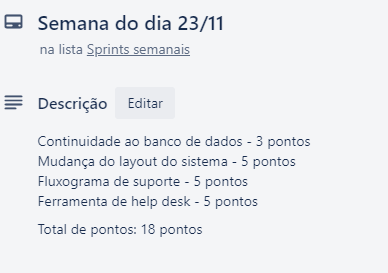 Semana do dia 23/11
na lista Sprints semanais
Descrição Editar
Continuidade ao banco de dados - 3 pontos
Mudança do layout do sistema - 5 pontos
Fluxograma de suporte - 5 pontos
Ferramenta de help desk - 5 pontos
Total de pontos: 18 pontos